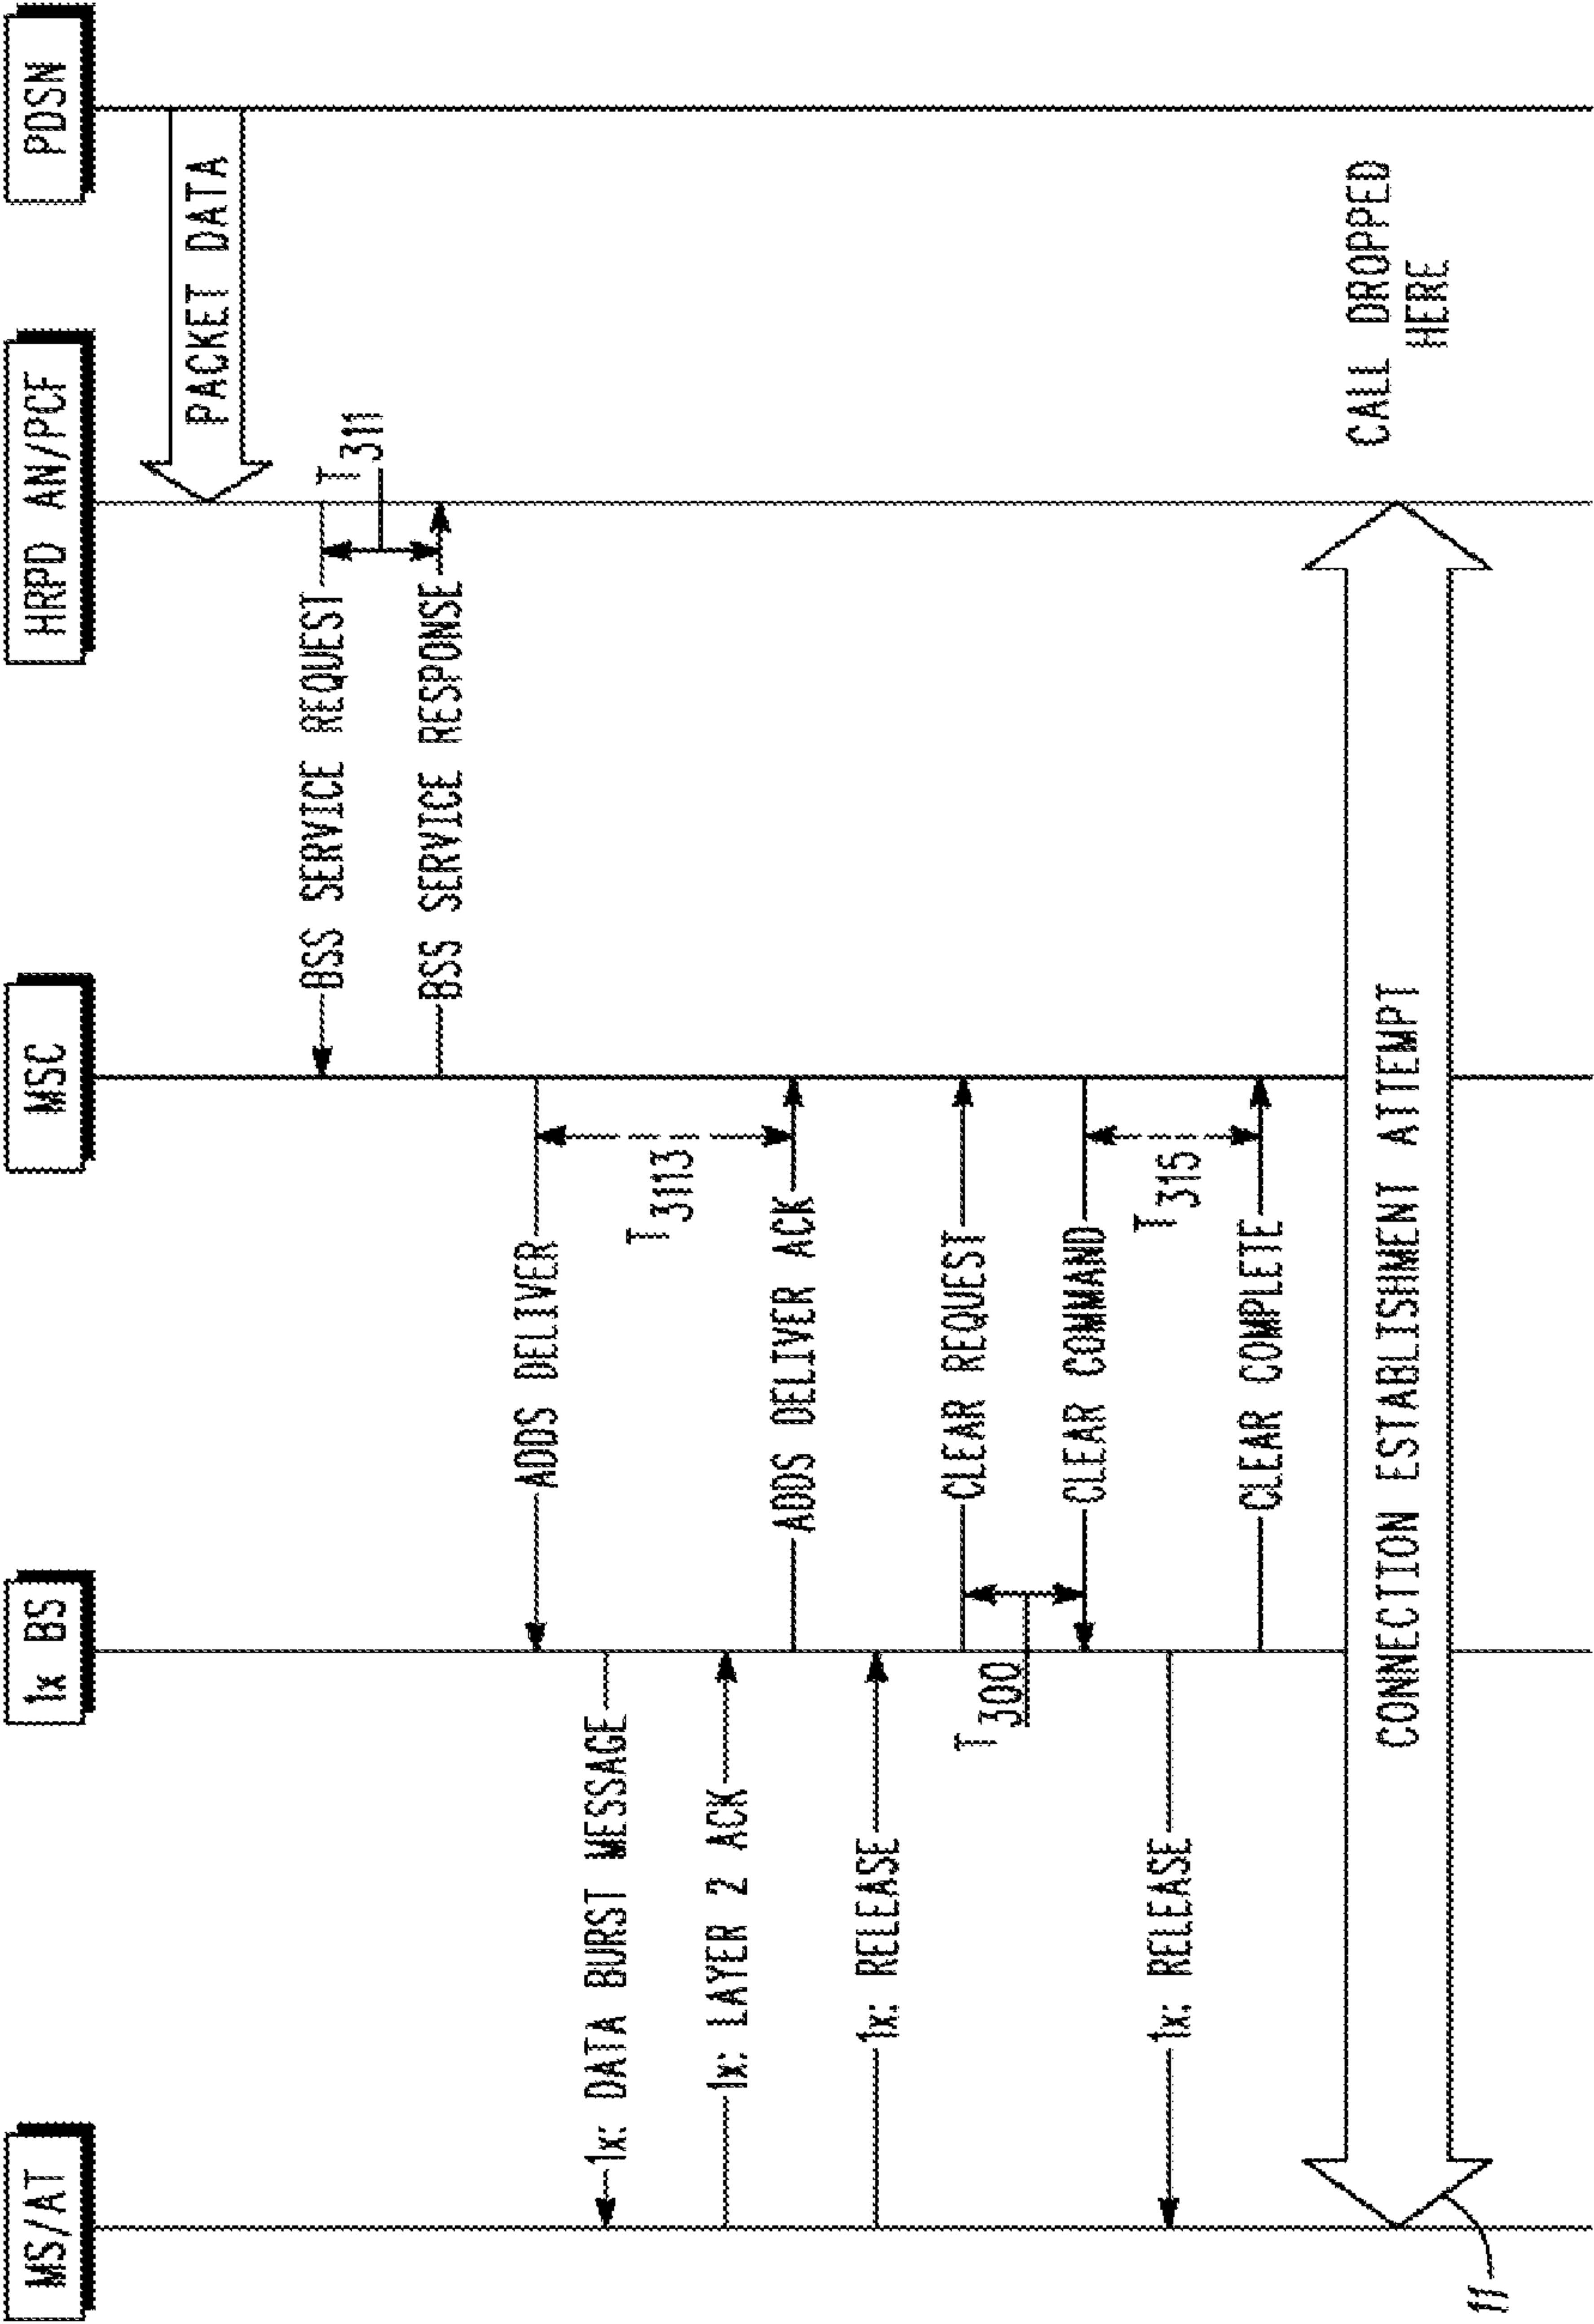 MS/AT
1x BS
MSC
HRPD AN/PCF
PDSN
PACKET DATA
BSS SERVICE REQUEST
T311
BSS SERVICE RESPONSE
ADDS DELIVER
1x: DATA BURST MESSAGE
T3113
1x: LAYER 2 ACK
ADDS DELIVER ACK
1x: RELEASE
CLEAR REQUEST
T300
CLEAR COMMAND
1x: RELEASE
T315
CLEAR COMPLETE
CONNECTION ESTABLISHMENT ATTEMPT
CALL DROPPED
HERE
11